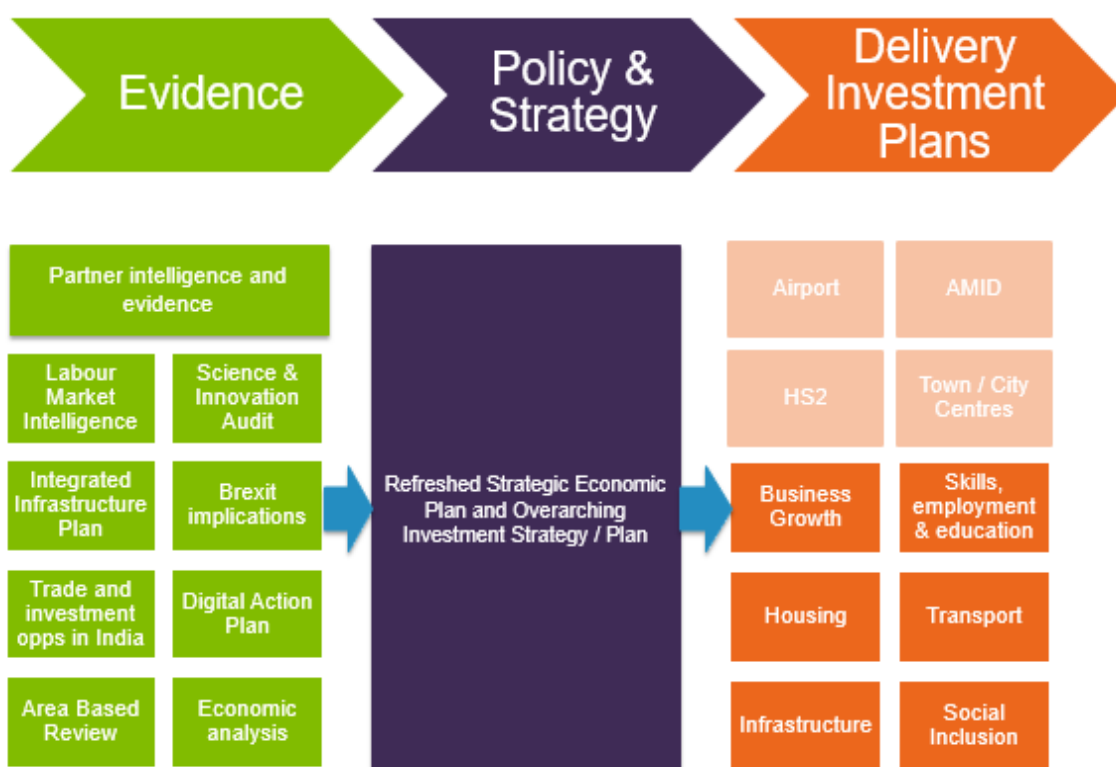 Evidence
Policy &
Strategy
Delivery
Investment
Plans
Partner intelligence and
evidence
Labour
Market
Intelligence
Science &
Innovation
Audit
Integrated
Infrastructure
Plan
Brexit
implications
Trade and
investment
opps in India
Digital Action
Plan
Area Based
Review
Economic
analysis
Refreshed Strategic Economic
Plan and Overarching
Investment Strategy / Plan
Airport
AMID
HS2
Town / City
Centres
Business
Growth
Skills,
employment
& education
Housing
Transport
Infrastructure
Social
Inclusion